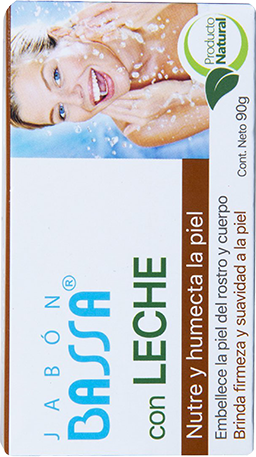 JABÓN
BASSA®
con LECHE
Producto
Natural
Cont. Neto 90g
Nutre y humecta la piel
Embellece la piel del rostro y cuerpo
Brinda firmeza y suavidad a la piel